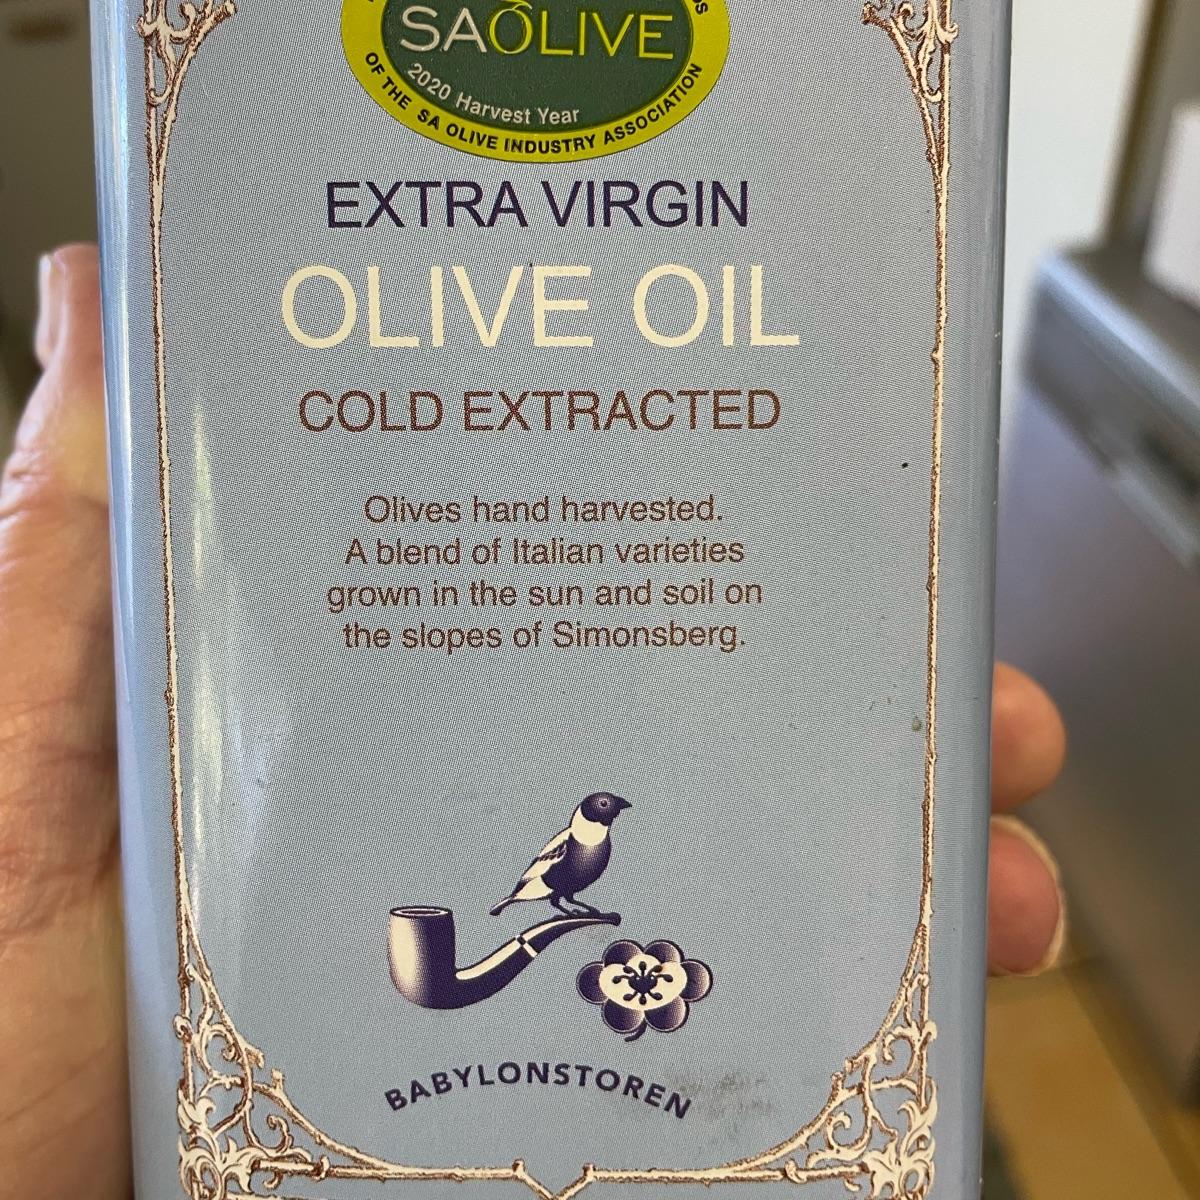 SAOLIVE
2020 Harvest Year
OF THE SA OLIVE INDUSTRY ASSOCIATION
EXTRA VIRGIN
OLIVE OIL
COLD EXTRACTED
Olives hand harvested.
A blend of Italian varieties
grown in the sun and soil on
the slopes of Simonsberg.
BABYLONSTOREN